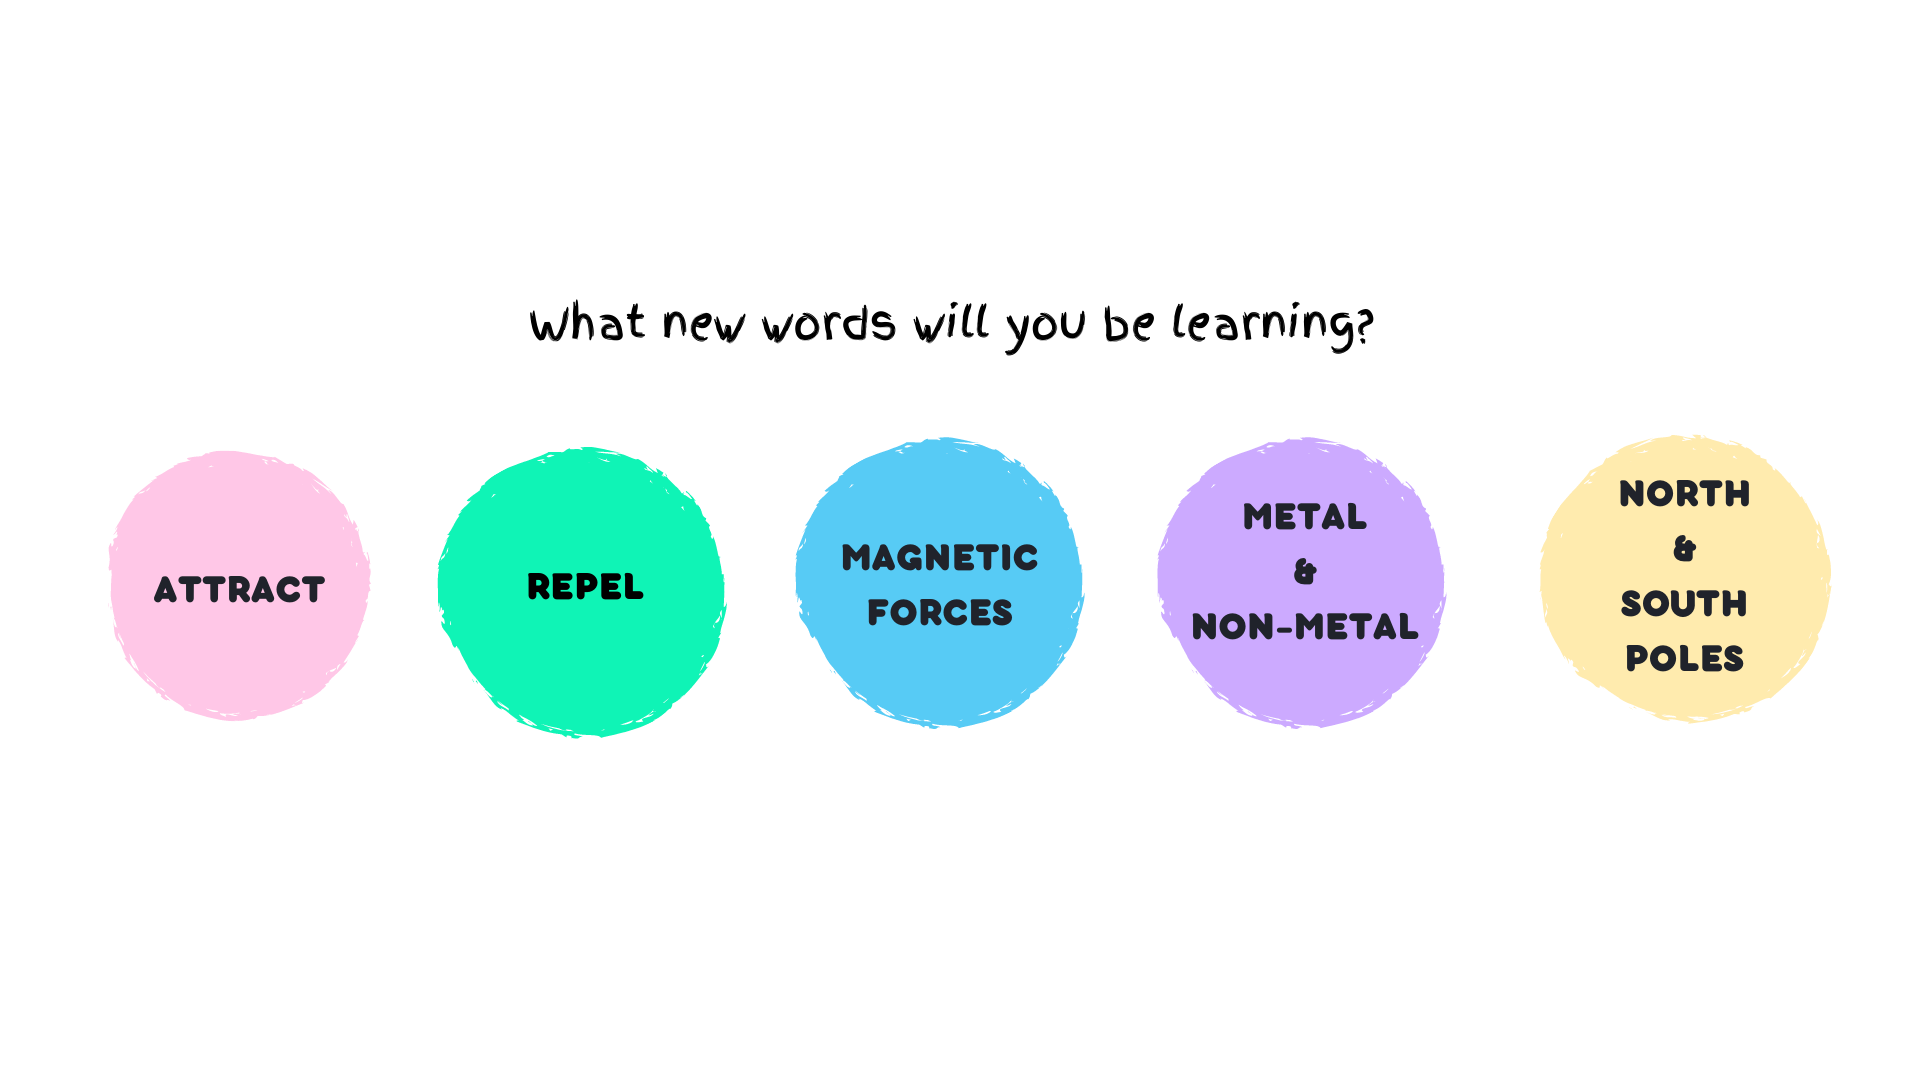 What new words will you be learning?
ATTRACT
REPEL
MAGNETIC
FORCES
METAL
&
NON-METAL
NORTH
&
SOUTH
POLES